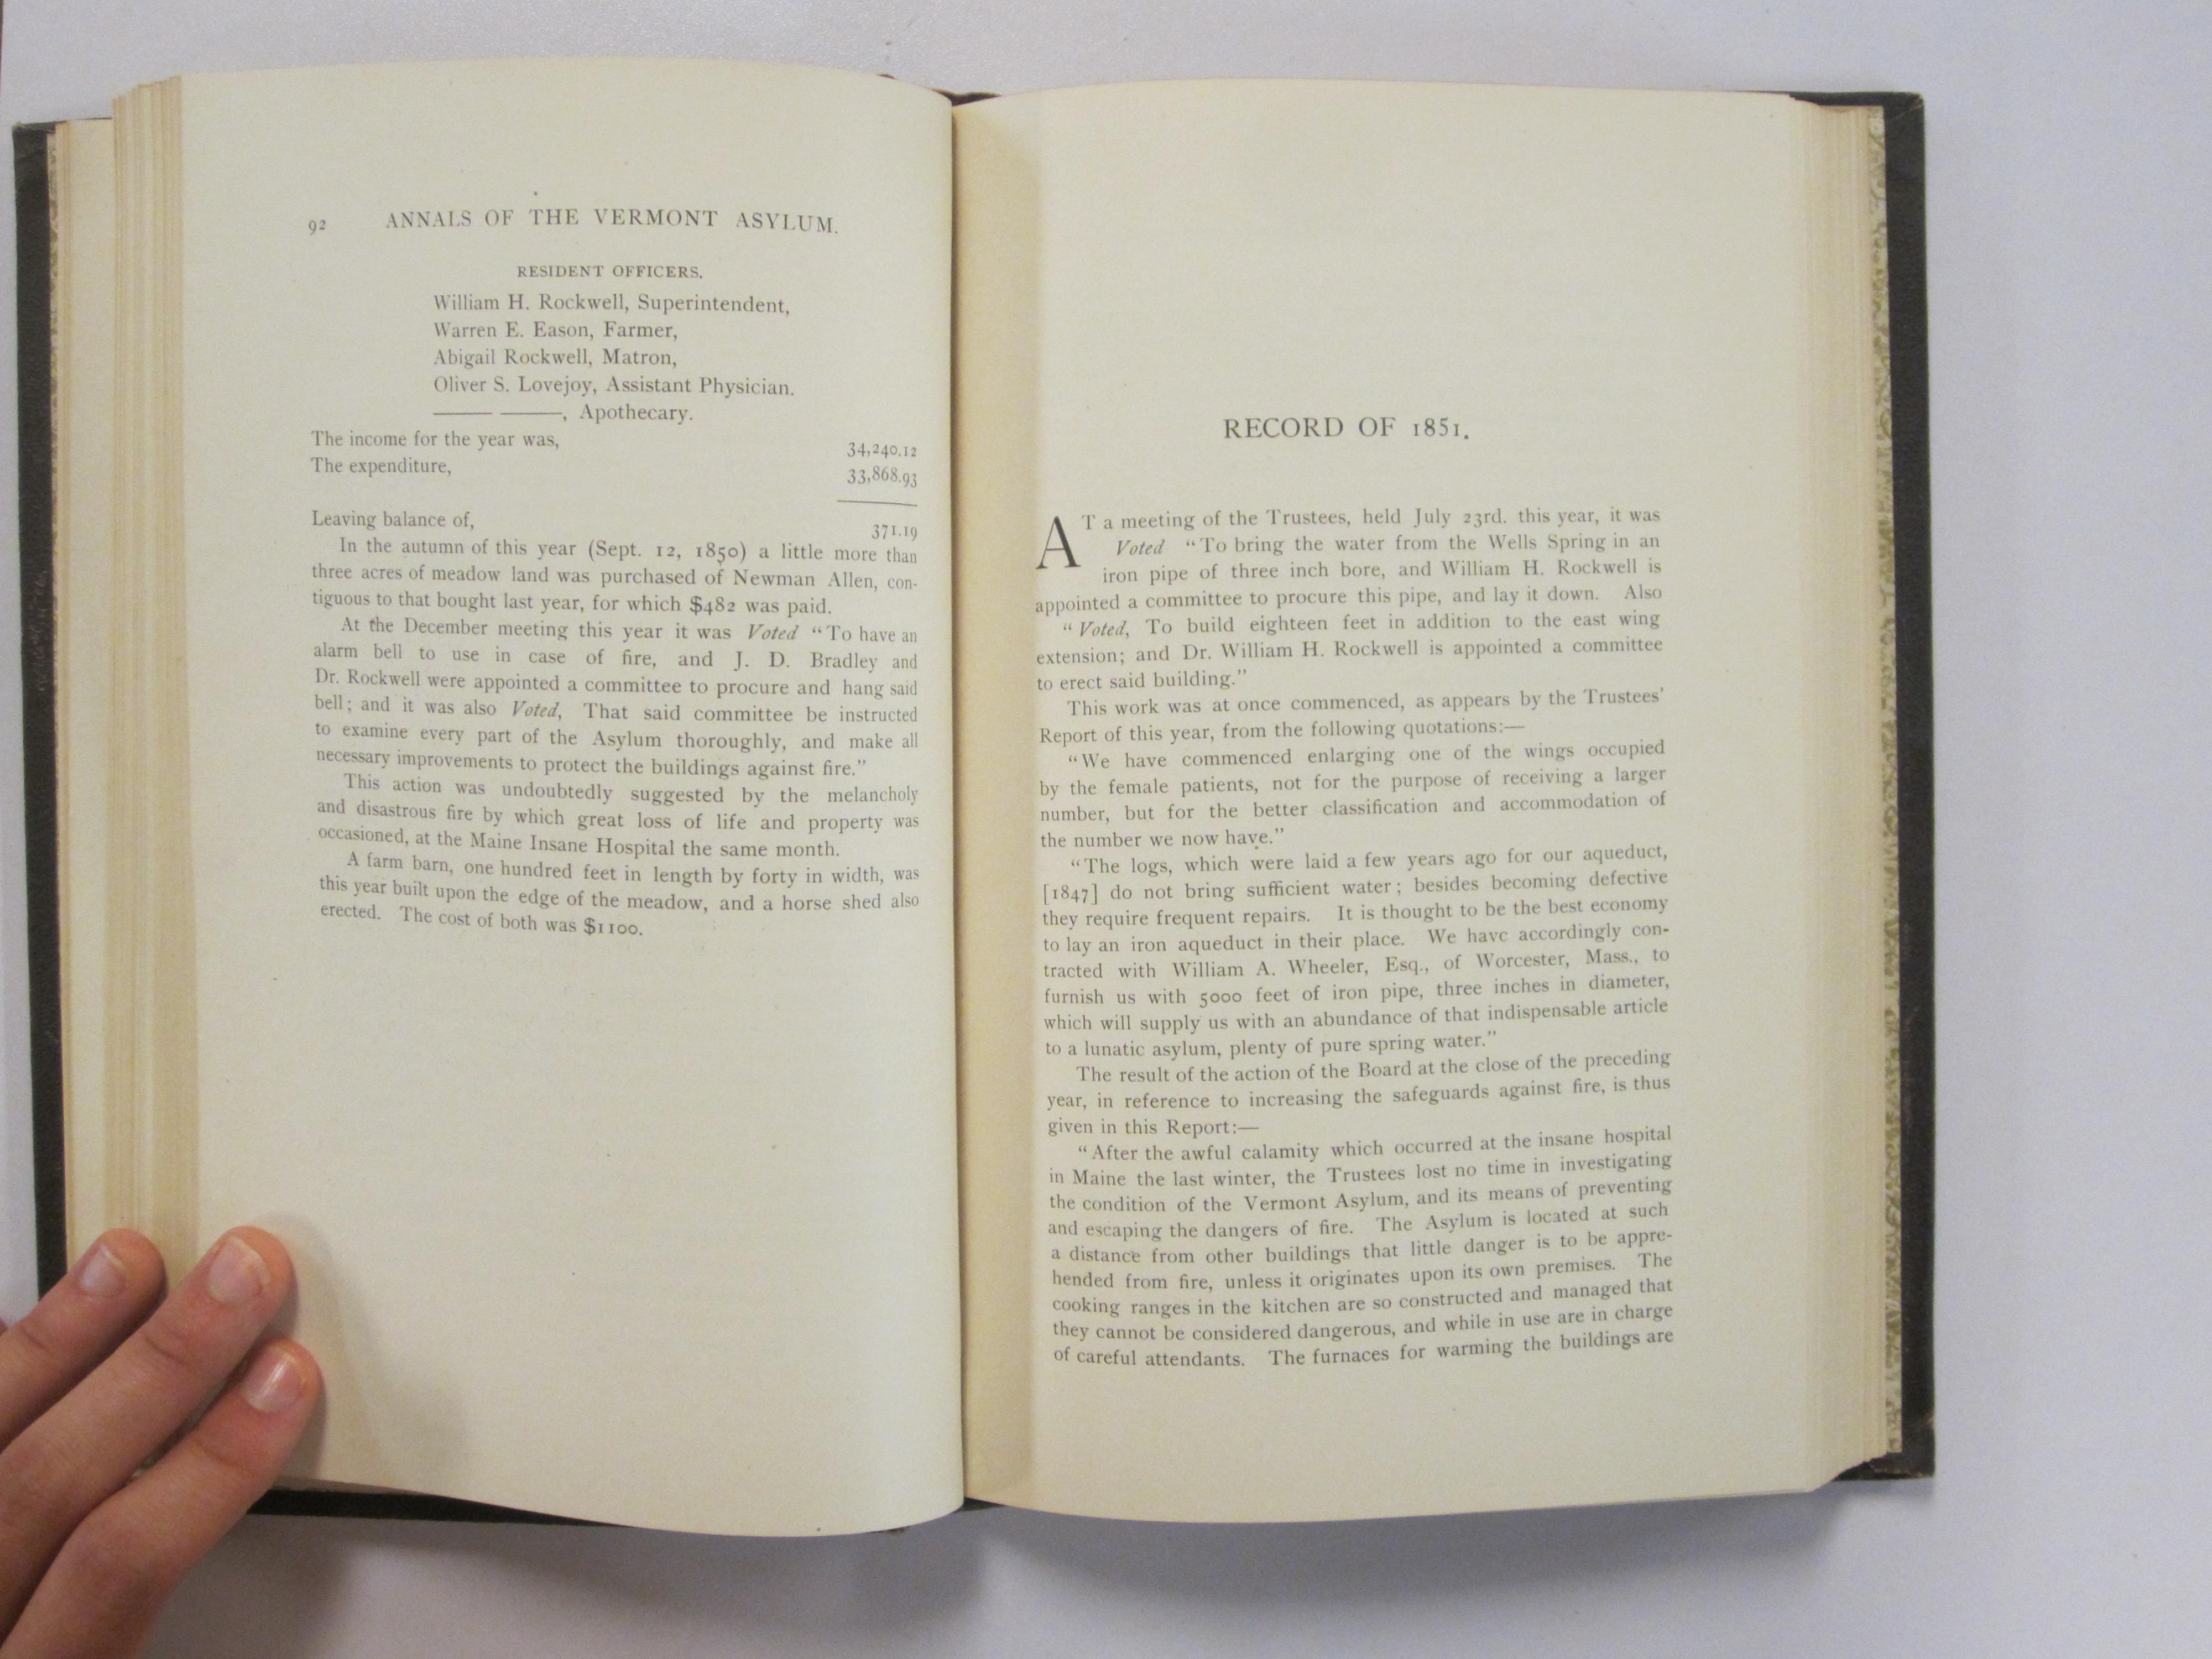 92 ANNALS OF THE VERMONT ASYLUM.
RESIDENT OFFICERS.
William H. Rockwell, Superintendent,
Warren E. Eason, Farmer,
Abigail Rockwell, Matron,
Oliver S. Lovejoy, Assistant Physician.
——— ———, Apothecary.
The income for the year was, 34,240.12
The expenditure, 33,868.93
Leaving balance of, 371.19
In the autumn of this year (Sept. 12, 1850) a little more than
three acres of meadow land was purchased of Newman Allen, con-
tiguous to that bought last year, for which $482 was paid.
At the December meeting this year it was Voted “To have an
alarm bell to use in case of fire, and J. D. Bradley and
Dr. Rockwell were appointed a committee to procure and hang said
bell; and it was also Voted, That said committee be instructed
to examine every part of the Asylum thoroughly, and make all
necessary improvements to protect the buildings against fire.”
This action was undoubtedly suggested by the melancholy
and disastrous fire by which great loss of life and property was
occasioned, at the Maine Insane Hospital the same month.
A farm barn, one hundred feet in length by forty in width, was
this year built upon the edge of the meadow, and a horse shed also
erected. The cost of both was $1100.
RECORD OF 1851.
AT a meeting of the Trustees, held July 23rd. this year, it was
Voted “To bring the water from the Wells Spring in an
iron pipe of three inch bore, and William H. Rockwell is
appointed a committee to procure this pipe, and lay it down. Also
“Voted, To build eighteen feet in addition to the east wing
extension; and Dr. William H. Rockwell is appointed a committee
to erect said building.”
This work was at once commenced, as appears by the Trustees’
Report of this year, from the following quotations:—
“We have commenced enlarging one of the wings occupied
by the female patients, not for the purpose of receiving a larger
number, but for the better classification and accommodation of
the number we now have.”
“The logs, which were laid a few years ago for our aqueduct,
[1847] do not bring sufficient water; besides becoming defective
they require frequent repairs. It is thought to be the best economy
to lay an iron aqueduct in their place. We have accordingly con-
tracted with William A. Wheeler, Esq., of Worcester, Mass., to
furnish us with 5000 feet of iron pipe, three inches in diameter,
which will supply us with an abundance of that indispensable article
to a lunatic asylum, plenty of pure spring water.”
The result of the action of the Board at the close of the preceding
year, in reference to increasing the safeguards against fire, is thus
given in this Report:—
“After the awful calamity which occurred at the insane hospital
in Maine the last winter, the Trustees lost no time in investigating
the condition of the Vermont Asylum, and its means of preventing
and escaping the dangers of fire. The Asylum is located at such
a distance from other buildings that little danger is to be appre-
hended from fire, unless it originates upon its own premises. The
cooking ranges in the kitchen are so constructed and managed that
they cannot be considered dangerous, and while in use are in charge
of careful attendants. The furnaces for warming the buildings are